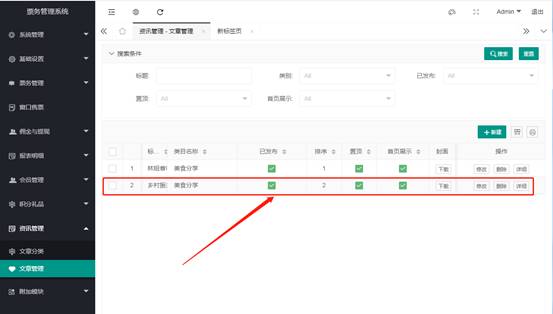 票务管理系统
Admin
退出
系统管理
基础设置
票务管理
窗口售票
佣金与提现
报表明细
会员管理
积分礼品
资讯管理
文章分类
文章管理
附加模块
资讯管理 - 文章管理 × 新标签页 ×
搜索条件
搜索 重置
标题: 类别: All 已发布: All
置顶: All 首页展示: All
+ 新建
标... 类目名称 已发布 排序 置顶 首页展示 封面 操作
1 美食分享 1 下载 修改 删除 详细
2 乡村振 美食分享 2 下载 修改 删除 详细